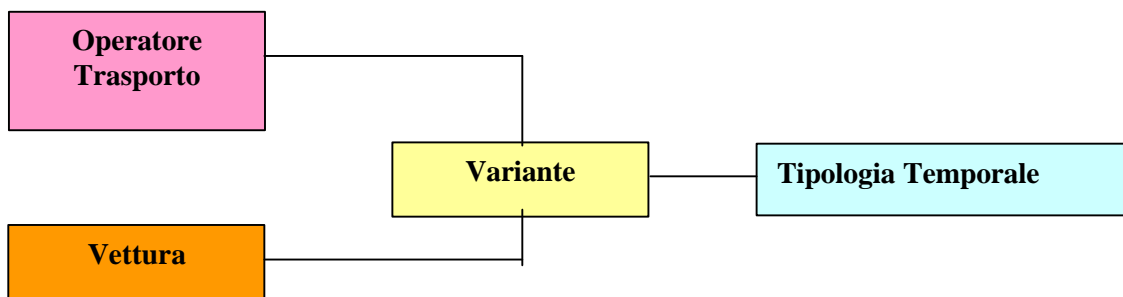 Operatore
Trasporto
Variante
Tipologia Temporale
Vettura